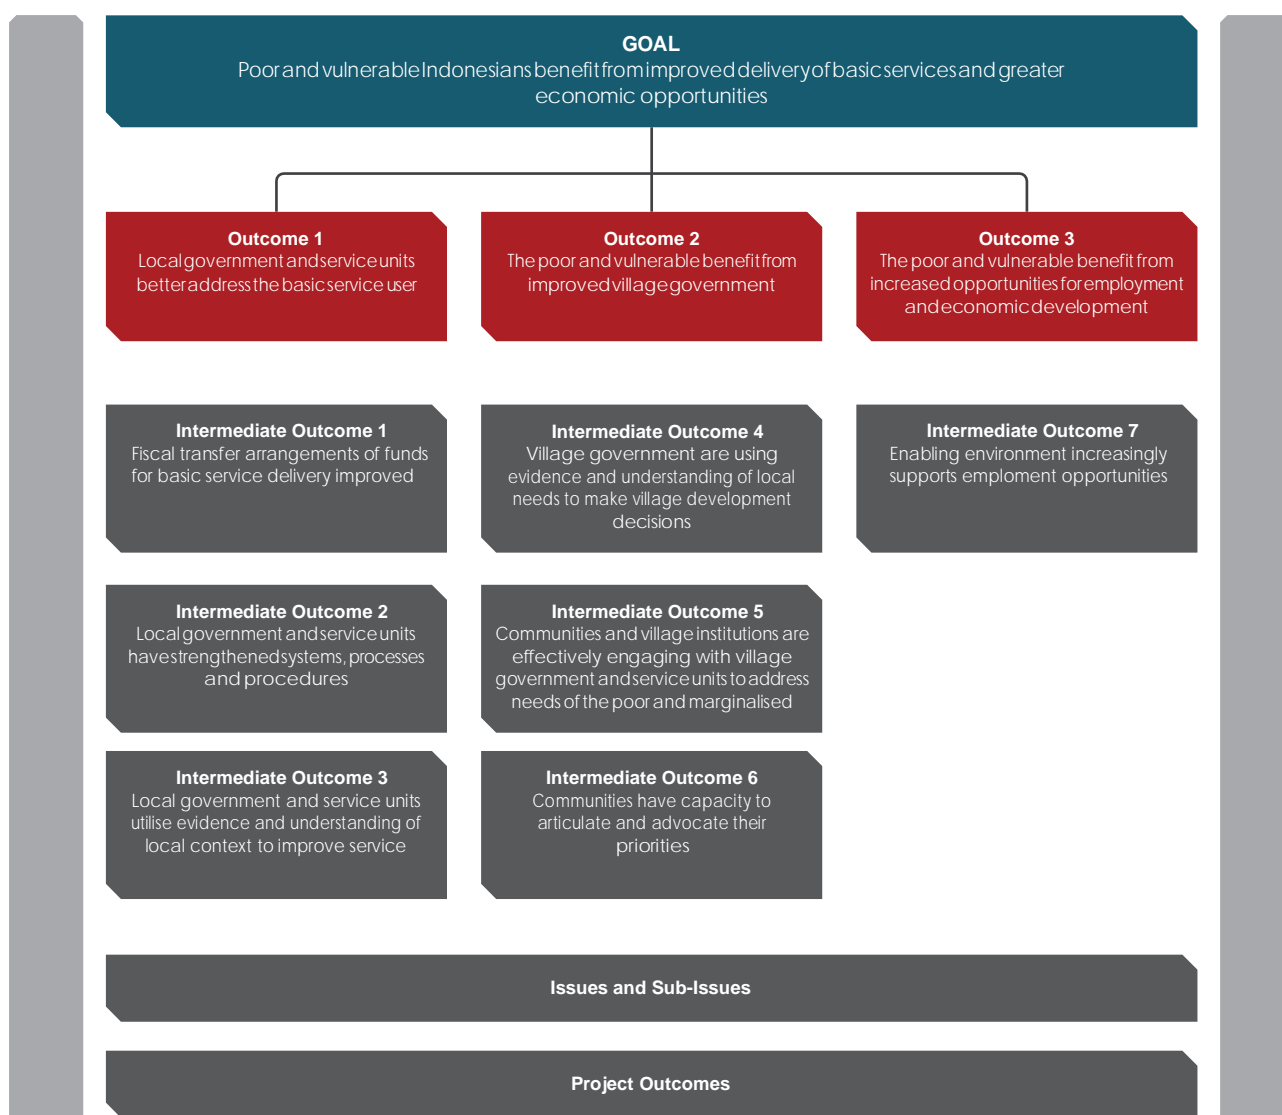 GOAL
Poor and vulnerable Indonesians benefit from improved delivery of basic services and greater
economic opportunities
Outcome 1
Local government and service units
better address the basic service user
Outcome 2
The poor and vulnerable benefit from
improved village government
Outcome 3
The poor and vulnerable benefit from
increased opportunities for employment
and economic development
Intermediate Outcome 1
Fiscal transfer arrangements of funds
for basic service delivery improved
Intermediate Outcome 4
Village government are using
evidence and understanding of local
needs to make village development
decisions
Intermediate Outcome 7
Enabling environment increasingly
supports emploment opportunities
Intermediate Outcome 2
Local government and service units
have strengthened systems, processes
and procedures
Intermediate Outcome 5
Communities and village institutions are
effectively engaging with village
government and service units to address
needs of the poor and marginalised
Intermediate Outcome 3
Local government and service units
utilise evidence and understanding of
local context to improve service
Intermediate Outcome 6
Communities have capacity to
articulate and advocate their
priorities
Issues and Sub-Issues
Project Outcomes